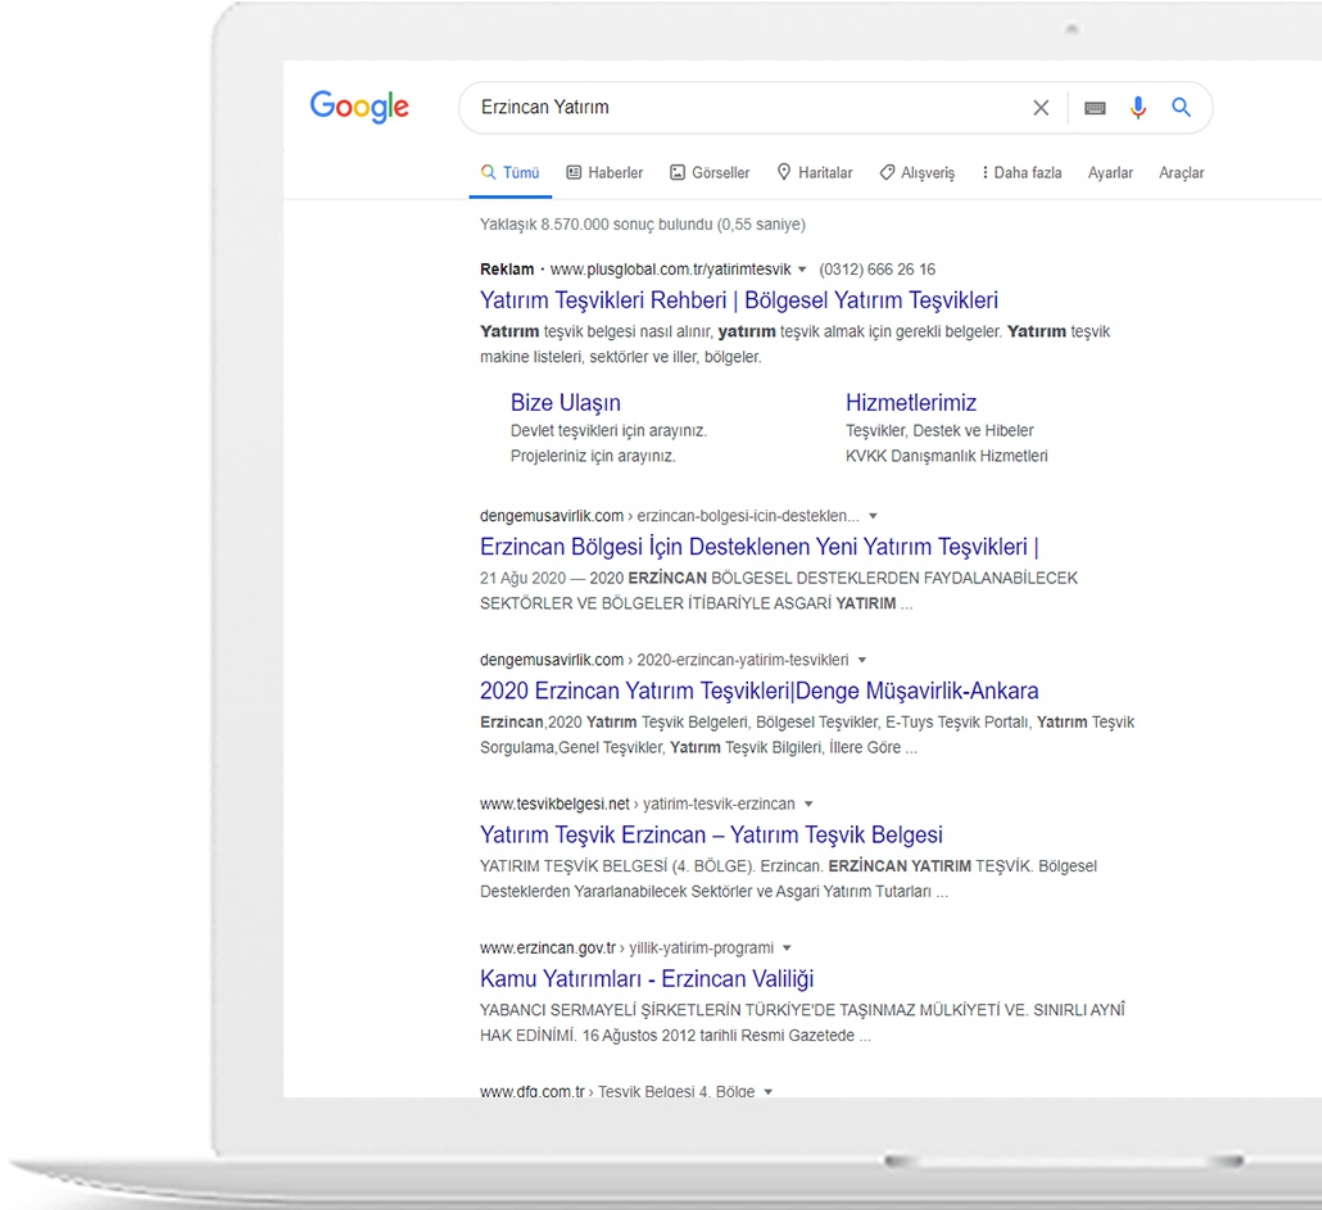 Google
Erzincan Yatırım
Tümü Haberler Görseller Haritalar Alışveriş Daha fazla Ayarlar Araçlar
Yaklaşık 8.570.000 sonuç bulundu (0,55 saniye)
Reklam · www.plusglobal.com.tr/yatirimtesvik (0312) 666 26 16
Yatırım Teşvikleri Rehberi | Bölgesel Yatırım Teşvikleri
Yatırım teşvik belgesi nasıl alınır, yatırım teşvik almak için gerekli belgeler. Yatırım teşvik
makine listeleri, sektörler ve iller, bölgeler.
Bize Ulaşın Hizmetlerimiz
Devlet teşvikleri için arayınız. Teşvikler, Destek ve Hibeler
Projeleriniz için arayınız. KVKK Danışmanlık Hizmetleri
dengemusavirlik.com › erzincan-bolgesi-icin-desteklen...
Erzincan Bölgesi İçin Desteklenen Yeni Yatırım Teşvikleri |
21 Ağu 2020 — 2020 ERZİNCAN BÖLGESEL DESTEKLERDEN FAYDALANABİLECEK
SEKTÖRLER VE BÖLGELER İTİBARİYLE ASGARİ YATIRIM ...
dengemusavirlik.com › 2020-erzincan-yatirim-tesvikleri
2020 Erzincan Yatırım Teşvikleri|Denge Müşavirlik-Ankara
Erzincan,2020 Yatırım Teşvik Belgeleri, Bölgesel Teşvikler, E-Tuys Teşvik Portalı, Yatırım Teşvik
Sorgulama,Genel Teşvikler, Yatırım Teşvik Bilgileri, İllere Göre ...
www.tesvikbelgesi.net › yatirim-tesvik-erzincan
Yatırım Teşvik Erzincan – Yatırım Teşvik Belgesi
YATIRIM TEŞVİK BELGESİ (4. BÖLGE). Erzincan. ERZİNCAN YATIRIM TEŞVİK. Bölgesel
Desteklerden Yararlanabilecek Sektörler ve Asgari Yatırım Tutarları ...
www.erzincan.gov.tr › yillik-yatirim-programi
Kamu Yatırımları - Erzincan Valiliği
YABANCI SERMAYELİ ŞİRKETLERİN TÜRKİYE'DE TAŞINMAZ MÜLKİYETİ VE. SINIRLI AYNÎ
HAK EDİNİMİ. 16 Ağustos 2012 tarihli Resmi Gazetede ...
www.dfg.com.tr › Tesvik Belgesi 4. Bölge